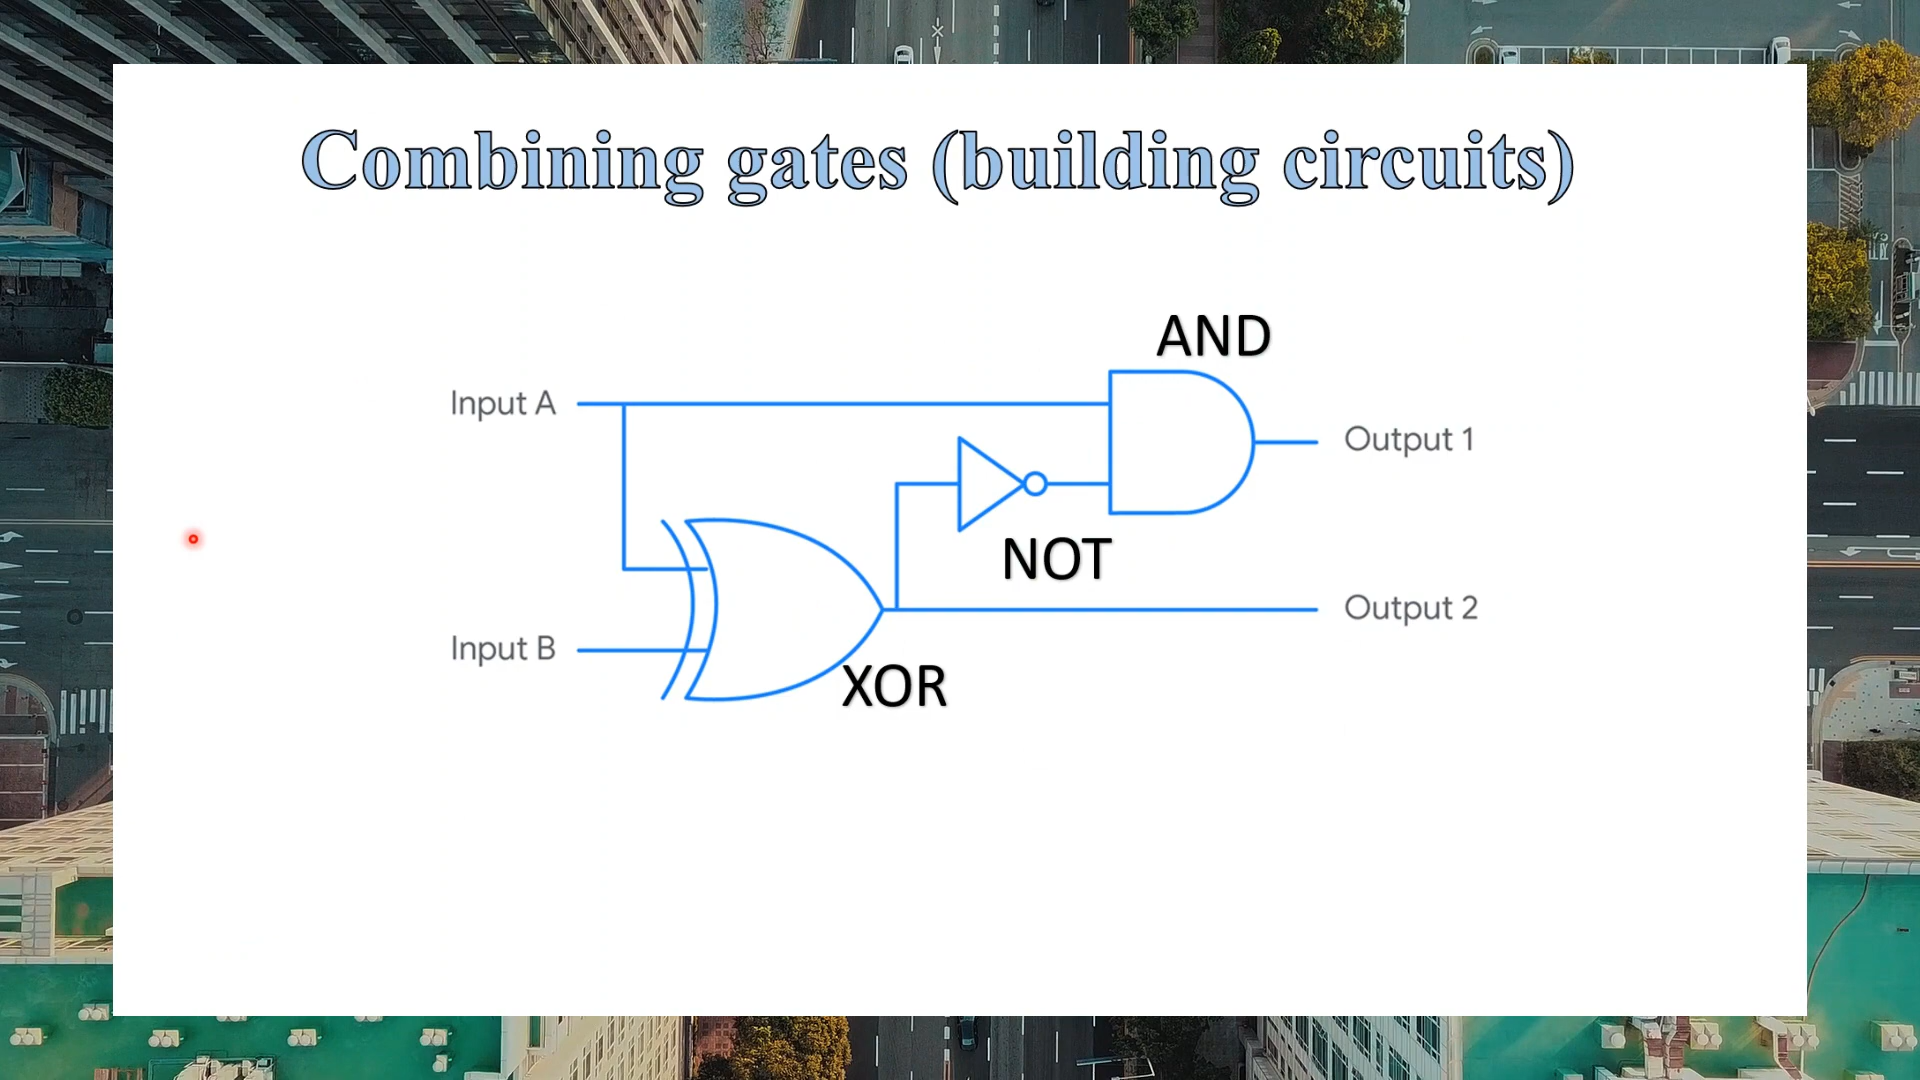 Combining gates (building circuits)
AND
Input A
Output 1
NOT
Output 2
Input B
XOR